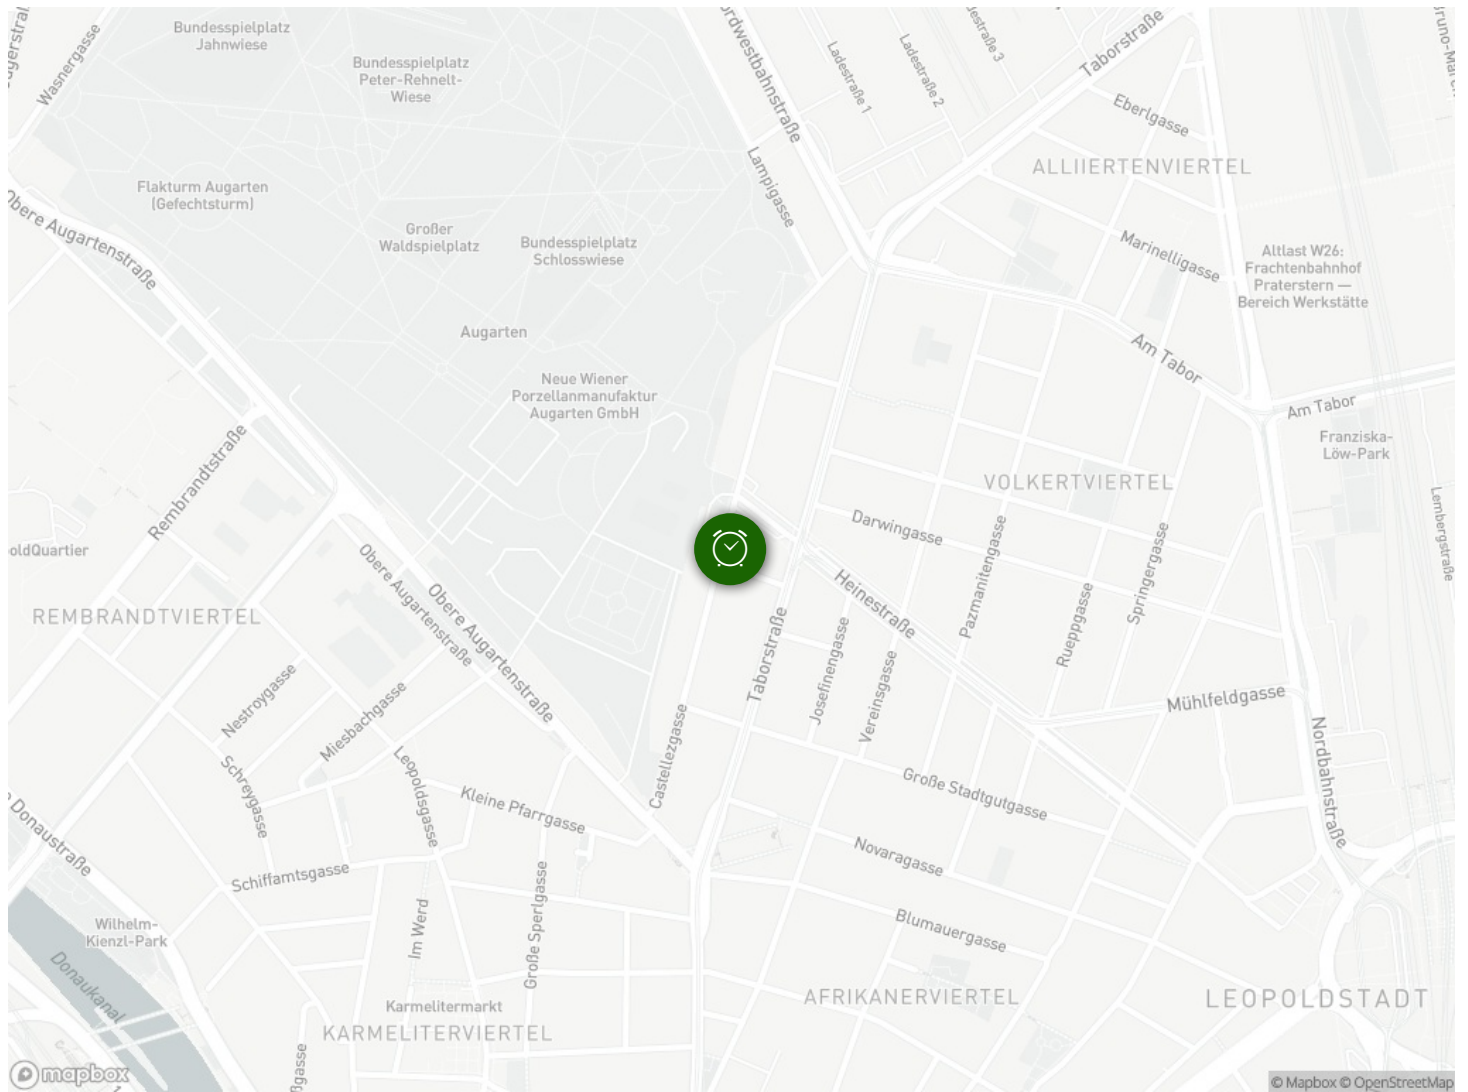 Bundesspielplatz
Jahnwiese
Wasnergasse
Bundesspielplatz
Peter-Rehnelt-
Wiese
Nordwestbahnstraße
Ladestraße 1
Ladestraße 2
Taborstraße
Eberlgasse
ALLIIERTENVIERTEL
Lampigasse
Flakturm Augarten
(Gefechtsturm)
Obere Augartenstraße
Großer
Waldspielplatz
Bundesspielplatz
Schlosswiese
Marinelligasse
Altlast W26:
Frachtenbahnhof
Praterstern —
Bereich Werkstätte
Augarten
Am Tabor
Neue Wiener
Porzellanmanufaktur
Augarten GmbH
Am Tabor
Franziska-
Löw-Park
Rembrandtstraße
VOLKERTVIERTEL
Lembergstraße
Darwingasse
Pazmanitengasse
Springergasse
oldQuartier
Obere Augartenstraße
Obere Augartenstraße
Heinestraße
Rueppgasse
REMBRANDTVIERTEL
Taborstraße
Josefinengasse
Vereinsgasse
Nestroygasse
Miesbachgasse
Mühlfeldgasse
Nordbahnstraße
Castellezgasse
Schreygasse
Leopoldsgasse
Kleine Pfarrgasse
Große Stadtgutgasse
Donaustraße
Novaragasse
Schiffamtsgasse
Große Sperlgasse
Im Werd
Blumauergasse
Wilhelm-
Kienzl-Park
Donaukanal
Karmelitermarkt
KARMELITERVIERTEL
AFRIKANERVIERTEL
LEOPOLDSTADT
mapbox
© Mapbox © OpenStreetMap